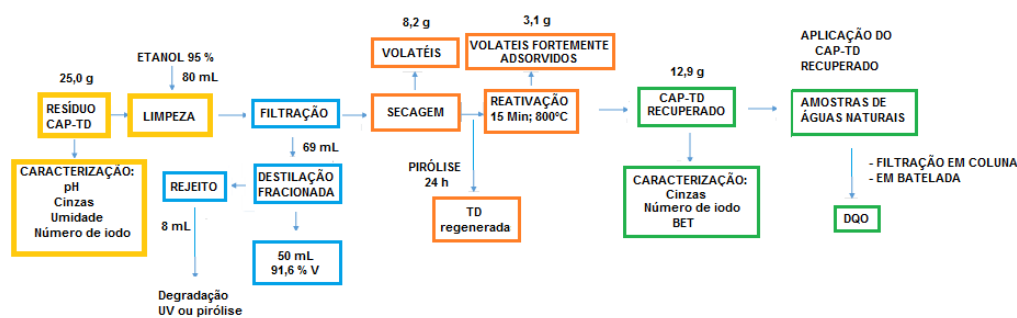 25,0 g
RESÍDUO
CAP-TD
CARACTERIZAÇÃO:
pH
Cinzas
Umidade
Número de iodo
ETANOL 95 %
80 mL
LIMPEZA
FILTRAÇÃO
69 mL
DESTILAÇÃO
FRACIONADA
REJEITO
8 mL
Degradação
UV ou pirólise
50 mL
91,6 % V
8,2 g
VOLATÉIS
SECAGEM
PIRÓLISE
24 h
TD
regenerada
3,1 g
VOLATEIS FORTEMENTE
ADSORVIDOS
REATIVAÇÃO
15 Min; 800ºC
12,9 g
CAP-TD
RECUPERADO
CARACTERIZAÇÃO:
Cinzas
Número de iodo
BET
APLICAÇÃO DO
CAP-TD
RECUPERADO
AMOSTRAS DE
ÁGUAS NATURAIS
- FILTRAÇÃO EM COLUNA
- EM BATELADA
DQO